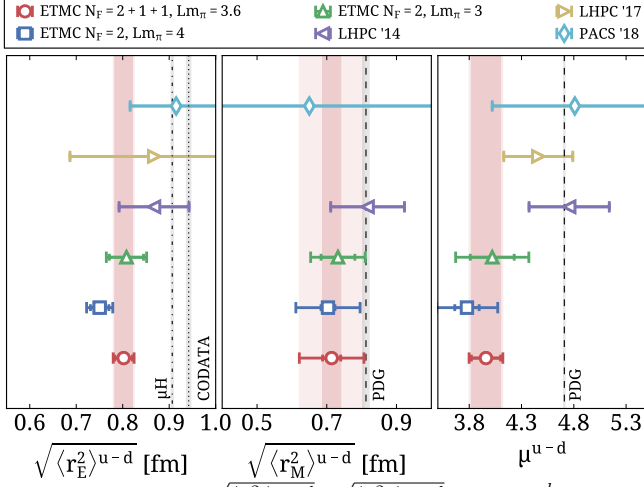 ETMC N_F = 2 + 1 + 1, Lm_π = 3.6
ETMC N_F = 2, Lm_π = 3
LHPC '17
ETMC N_F = 2, Lm_π = 4
LHPC '14
PACS '18
μH
CODATA
PDG
PDG
0.6 0.7 0.8 0.9 1.0
0.5 0.7 0.9
3.8 4.3 4.8 5.3
√⟨r_E^2⟩^{u-d} [fm]
√⟨r_M^2⟩^{u-d} [fm]
μ^{u-d}